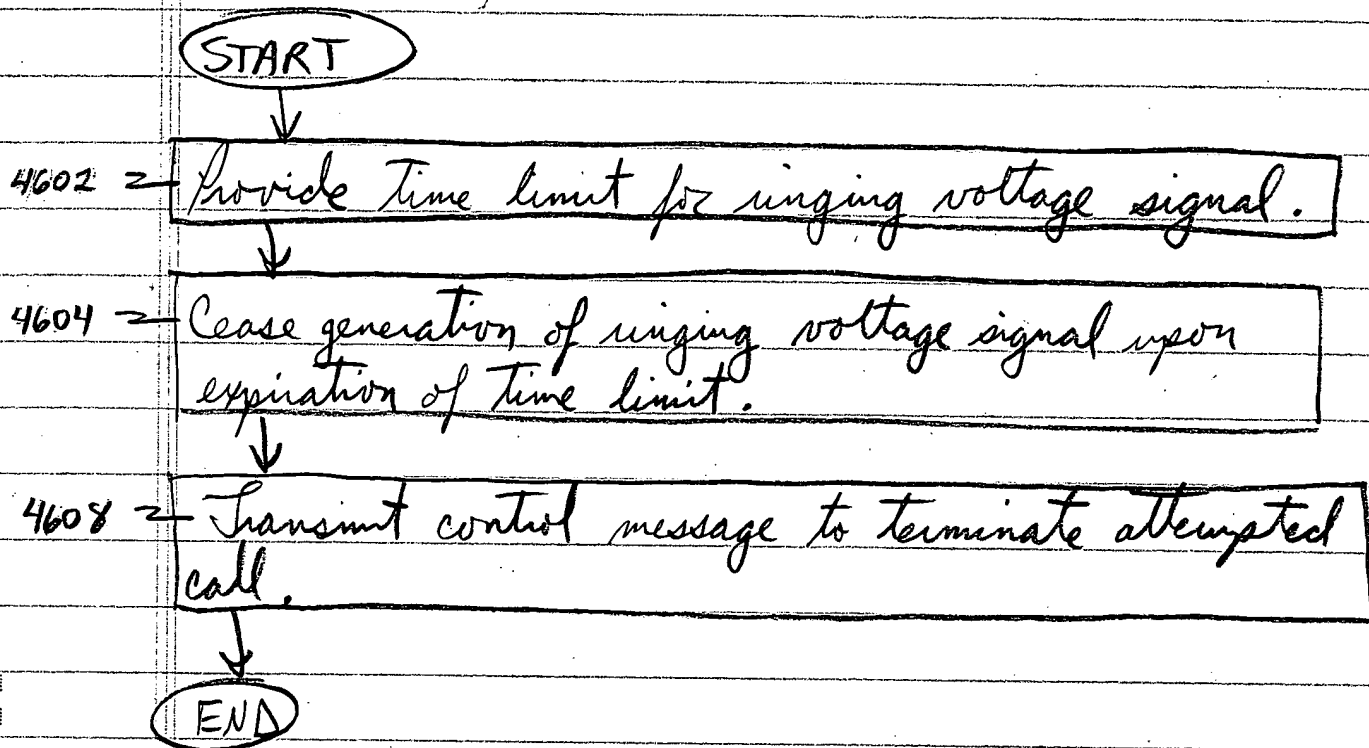 START
4602 Provide time limit for ringing voltage signal.
4604 Cease generation of ringing voltage signal upon
expiration of time limit.
4608 Transmit control message to terminate attempted
call.
END